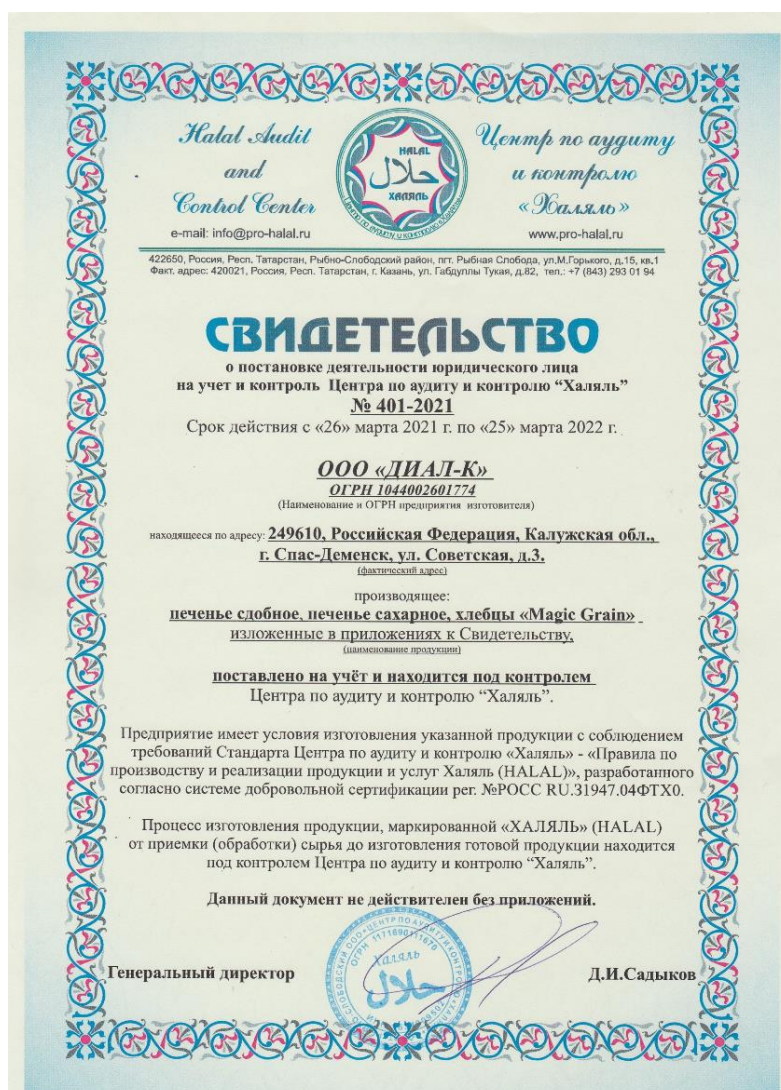 Halal Audit
and
Control Center
e-mail: info@pro-halal.ru
HALAL
حلال
ХАЛЯЛЬ
Центр по аудиту и контролю «Халяль»
Центр по аудиту
и контролю
«Халяль»
www.pro-halal.ru
422650, Россия, Респ. Татарстан, Рыбно-Слободский район, пгт. Рыбная Слобода, ул.М.Горького, д.15, кв.1
Факт. адрес: 420021, Россия. Респ. Татарстан, г. Казань, ул. Габдуллы Тукая, д.82, тел.: +7 (843) 293 01 94
СВИДЕТЕЛЬСТВО
о постановке деятельности юридического лица
на учет и контроль Центра по аудиту и контролю “Халяль”
№ 401-2021
Срок действия с «26» марта 2021 г. по «25» марта 2022 г.
ООО «ДИАЛ-К»
ОГРН 1044002601774
(Наименование и ОГРН предприятия изготовителя)
находящееся по адресу: 249610, Российская Федерация, Калужская обл.,
г. Спас-Деменск, ул. Советская, д.3.
(фактический адрес)
производящее:
печенье сдобное, печенье сахарное, хлебцы «Magic Grain»
изложенные в приложениях к Свидетельству,
(наименование продукции)
поставлено на учёт и находится под контролем
Центра по аудиту и контролю “Халяль”.
Предприятие имеет условия изготовления указанной продукции с соблюдением
требований Стандарта Центра по аудиту и контролю «Халяль» - «Правила по
производству и реализации продукции и услуг Халяль (HALAL)», разработанного
согласно системе добровольной сертификации рег. №РОСС RU.31947.04ФТХ0.
Процесс изготовления продукции, маркированной «ХАЛЯЛЬ» (HALAL)
от приемки (обработки) сырья до изготовления готовой продукции находится
под контролем Центра по аудиту и контролю “Халяль”.
Данный документ не действителен без приложений.
Халяль
حلال
Генеральный директор
Д.И.Садыков